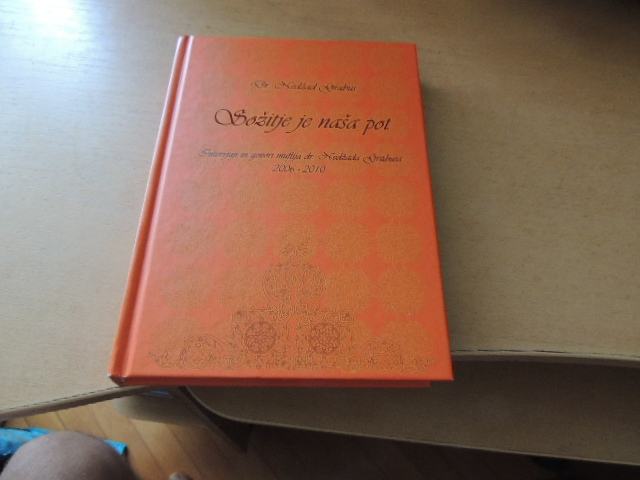 Dr. Nedžad Grabus
Sožitje je naša pot
Intervjuji in govori muftija dr. Nedžada Grabusa
2006 - 2010